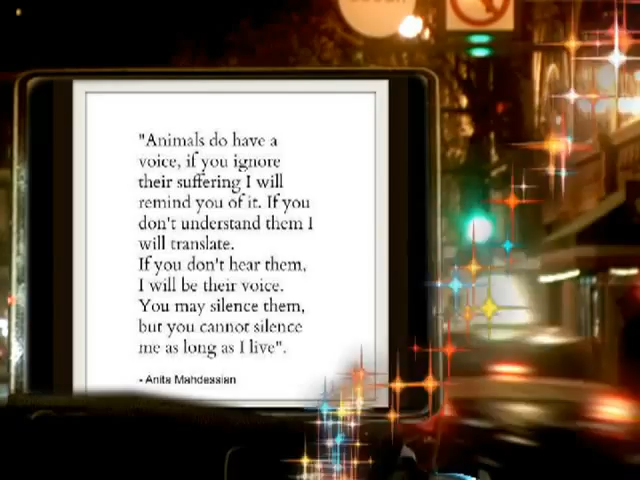 "Animals do have a
voice, if you ignore
their suffering I will
remind you of it. If you
don't understand them I
will translate.
If you don't hear them,
I will be their voice.
You may silence them,
but you cannot silence
me as long as I live".
- Anita Mahdessian